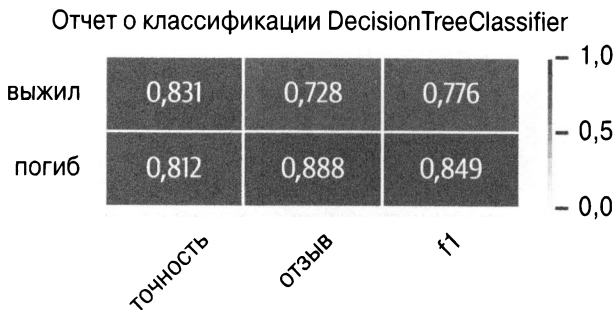 Отчет о классификации DecisionTreeClassifier
выжил 0,831 0,728 0,776
погиб 0,812 0,888 0,849
точность отзыв f1
1,0
0,5
0,0